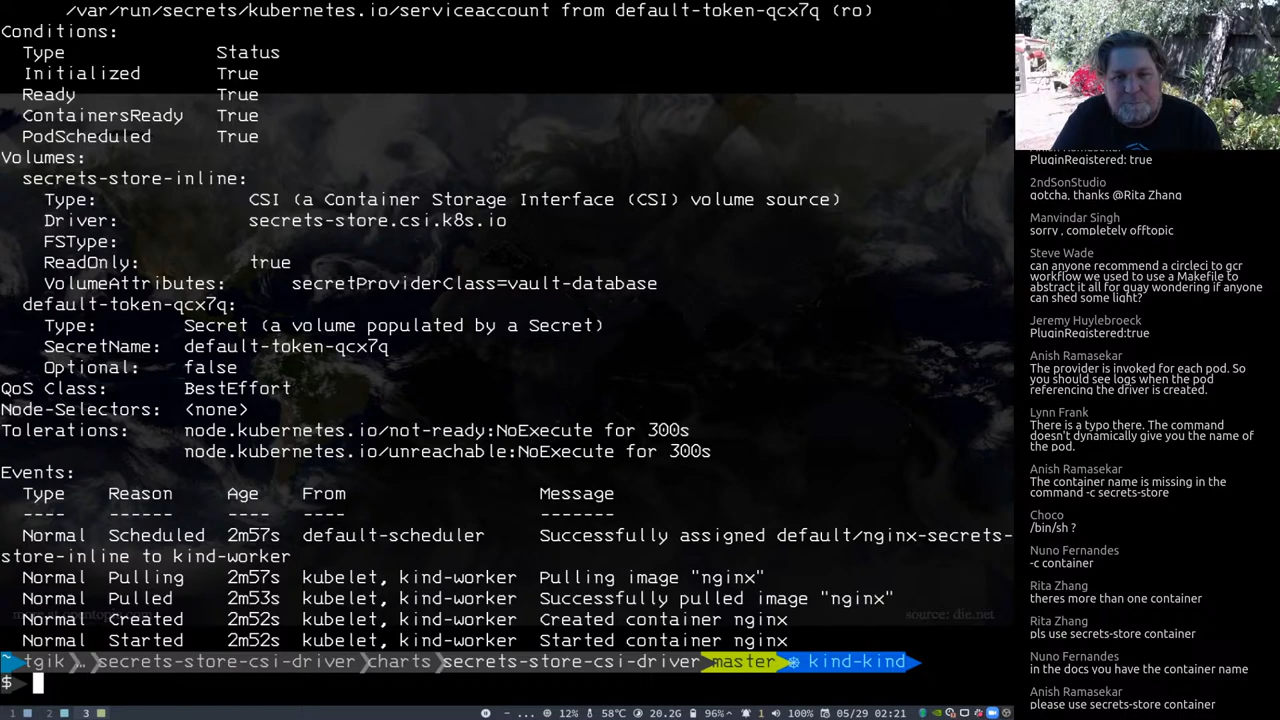 /var/run/secrets/kubernetes.io/serviceaccount from default-token-qcx7q (ro)
Conditions:
Type Status
Initialized True
Ready True
ContainersReady True
PodScheduled True
Volumes:
secrets-store-inline:
Type: CSI (a Container Storage Interface (CSI) volume source)
Driver: secrets-store.csi.k8s.io
FSType:
ReadOnly: true
VolumeAttributes: secretProviderClass=vault-database
default-token-qcx7q:
Type: Secret (a volume populated by a Secret)
SecretName: default-token-qcx7q
Optional: false
QoS Class: BestEffort
Node-Selectors: <none>
Tolerations: node.kubernetes.io/not-ready:NoExecute for 300s
node.kubernetes.io/unreachable:NoExecute for 300s
Events:
Type Reason Age From Message
---- ------ ---- ---- -------
Normal Scheduled 2m57s default-scheduler Successfully assigned default/nginx-secrets-
store-inline to kind-worker
Normal Pulling 2m57s kubelet, kind-worker Pulling image "nginx"
Normal Pulled 2m53s kubelet, kind-worker Successfully pulled image "nginx"
Normal Created 2m52s kubelet, kind-worker Created container nginx
source: die.net
Normal Started 2m52s kubelet, kind-worker Started container nginx
~ tgik … secrets-store-csi-driver charts secrets-store-csi-driver master ⎈ kind-kind
$
PluginRegistered: true
2ndSonStudio
gotcha, thanks @Rita Zhang
Manvindar Singh
sorry , completely offtopic
Steve Wade
can anyone recommend a circleci to gcr
workflow we used to use a Makefile to
abstract it all for quay wondering if anyone
can shed some light?
Jeremy Huylebroeck
PluginRegistered:true
Anish Ramasekar
The provider is invoked for each pod. So
you should see logs when the pod
referencing the driver is created.
Lynn Frank
There is a typo there. The command
doesn't dynamically give you the name of
the pod.
Anish Ramasekar
The container name is missing in the
command -c secrets-store
Choco
/bin/sh ?
Nuno Fernandes
-c container
Rita Zhang
theres more than one container
Rita Zhang
pls use secrets-store container
Nuno Fernandes
in the docs you have the container name
Anish Ramasekar
please use secrets-store container
1 2 3 - ... 12% 58°C 20.2G 96% 1 100% 05/29 02:21